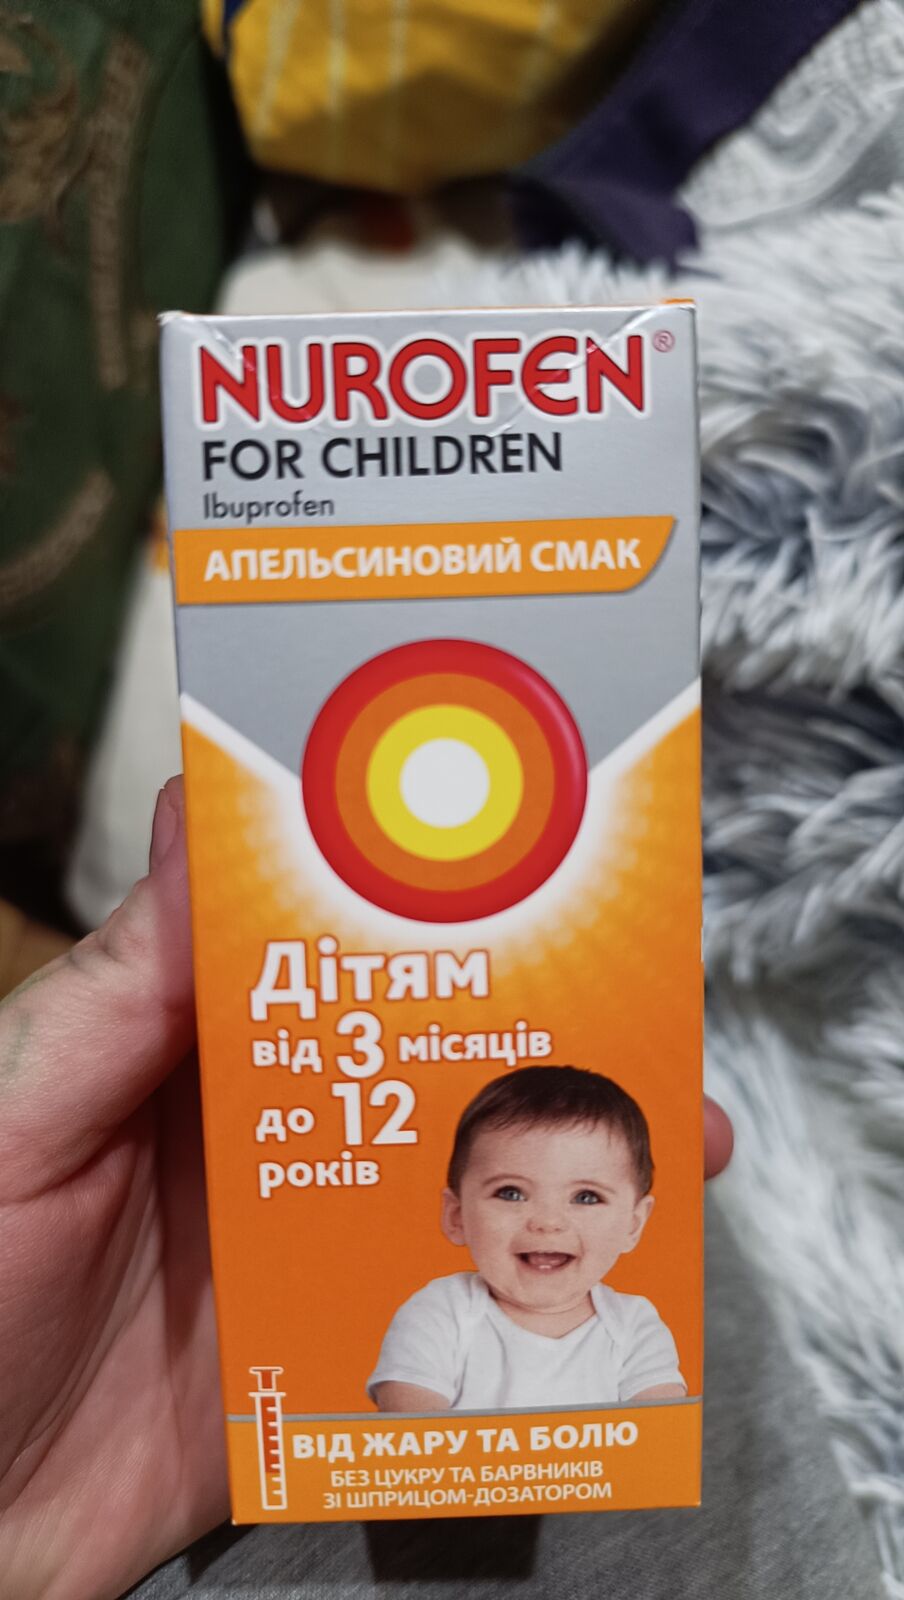 NUROFEN®
FOR CHILDREN
Ibuprofen
АПЕЛЬСИНОВИЙ СМАК
Дітям
від 3 місяців
до 12
років
ВІД ЖАРУ ТА БОЛЮ
БЕЗ ЦУКРУ ТА БАРВНИКІВ
ЗІ ШПРИЦОМ-ДОЗАТОРОМ